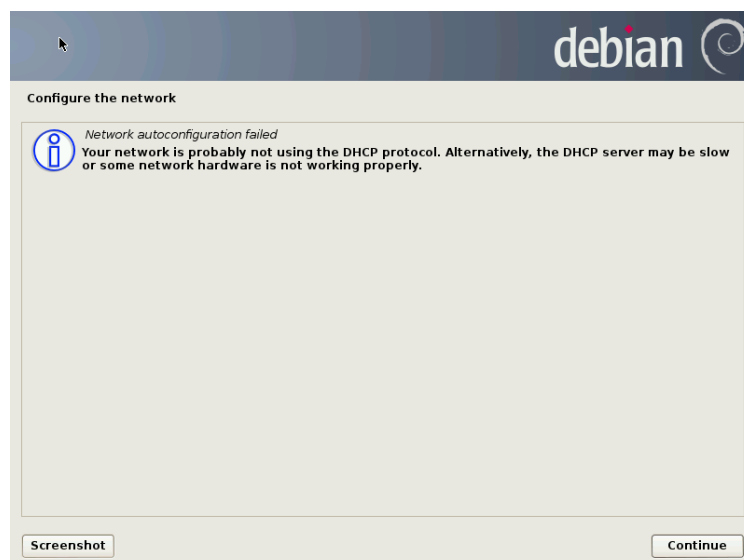 debian
Configure the network
Network autoconfiguration failed
Your network is probably not using the DHCP protocol. Alternatively, the DHCP server may be slow
or some network hardware is not working properly.
Screenshot
Continue